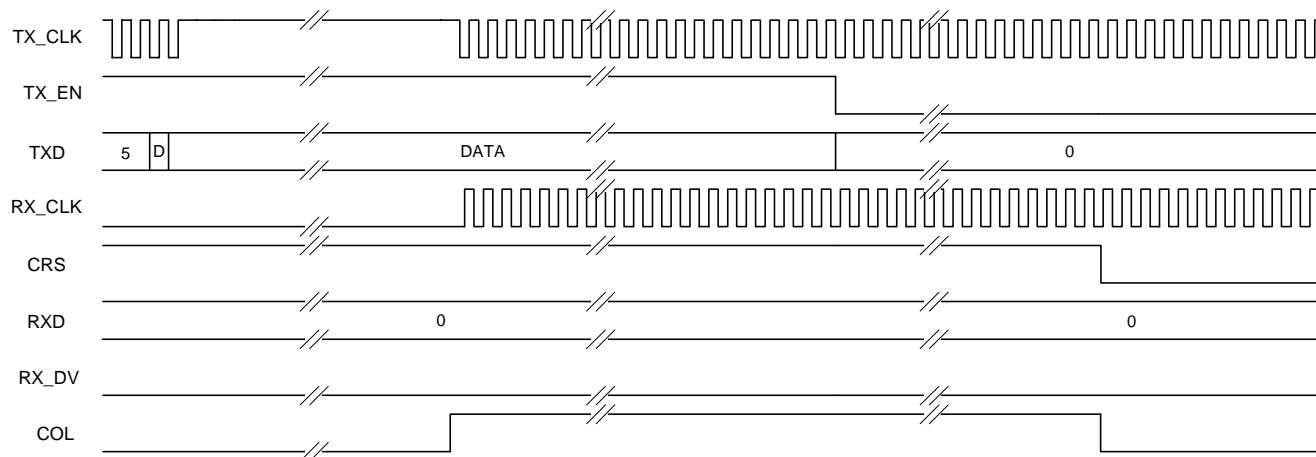 TX_CLK
TX_EN
TXD 5 D DATA 0
RX_CLK
CRS
RXD 0 0
RX_DV
COL